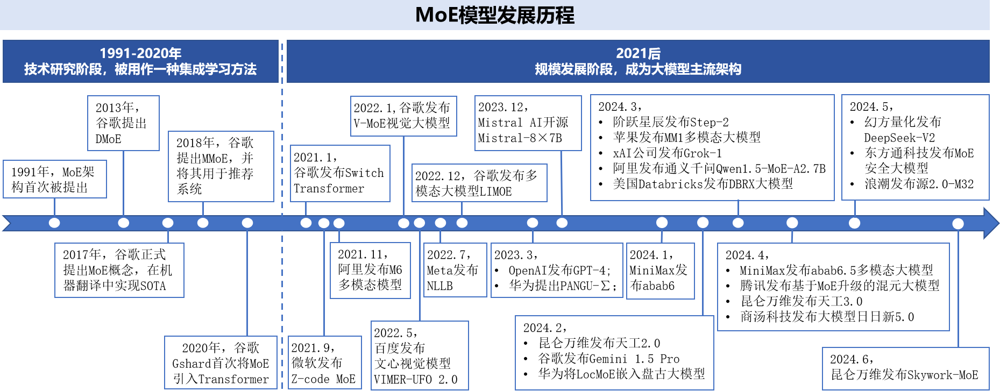 MoE模型发展历程
1991-2020年
技术研究阶段，被用作一种集成学习方法
2021后
规模发展阶段，成为大模型主流架构
1991年，MoE架
构首次被提出
2013年，
谷歌提出
DMoE
2017年，谷歌正式
提出MoE概念，在机
器翻译中实现SOTA
2018年，谷歌
提出MMoE，并
将其用于推荐
系统
2020年，谷歌
Gshard首次将MoE
引入Transformer
2021.1，
谷歌发布Switch
Transformer
2021.9，
微软发布
Z-code MoE
2021.11，
阿里发布M6
多模态模型
2022.1,谷歌发布
V-MoE视觉大模型
2022.5，
百度发布
文心视觉模型
VIMER-UFO 2.0
2022.7，
Meta发布
NLLB
2022.12，谷歌发布多
模态大模型LIMOE
2023.3，
• OpenAI发布GPT-4;
• 华为提出PANGU-Σ；
2023.12，
Mistral AI开源
Mistral-8×7B
2024.1，
MiniMax发
布abab6
2024.2，
• 昆仑万维发布天工2.0
• 谷歌发布Gemini 1.5 Pro
• 华为将LocMoE嵌入盘古大模型
2024.3，
• 阶跃星辰发布Step-2
• 苹果发布MM1多模态大模型
• xAI公司发布Grok-1
• 阿里发布通义千问Qwen1.5-MoE-A2.7B
• 美国Databricks发布DBRX大模型
2024.4，
• MiniMax发布abab6.5多模态大模型
• 腾讯发布基于MoE升级的混元大模型
• 昆仑万维发布天工3.0
• 商汤科技发布大模型日日新5.0
2024.5，
• 幻方量化发布
DeepSeek-V2
• 东方通科技发布MoE
安全大模型
• 浪潮发布源2.0-M32
2024.6，
昆仑万维发布Skywork-MoE